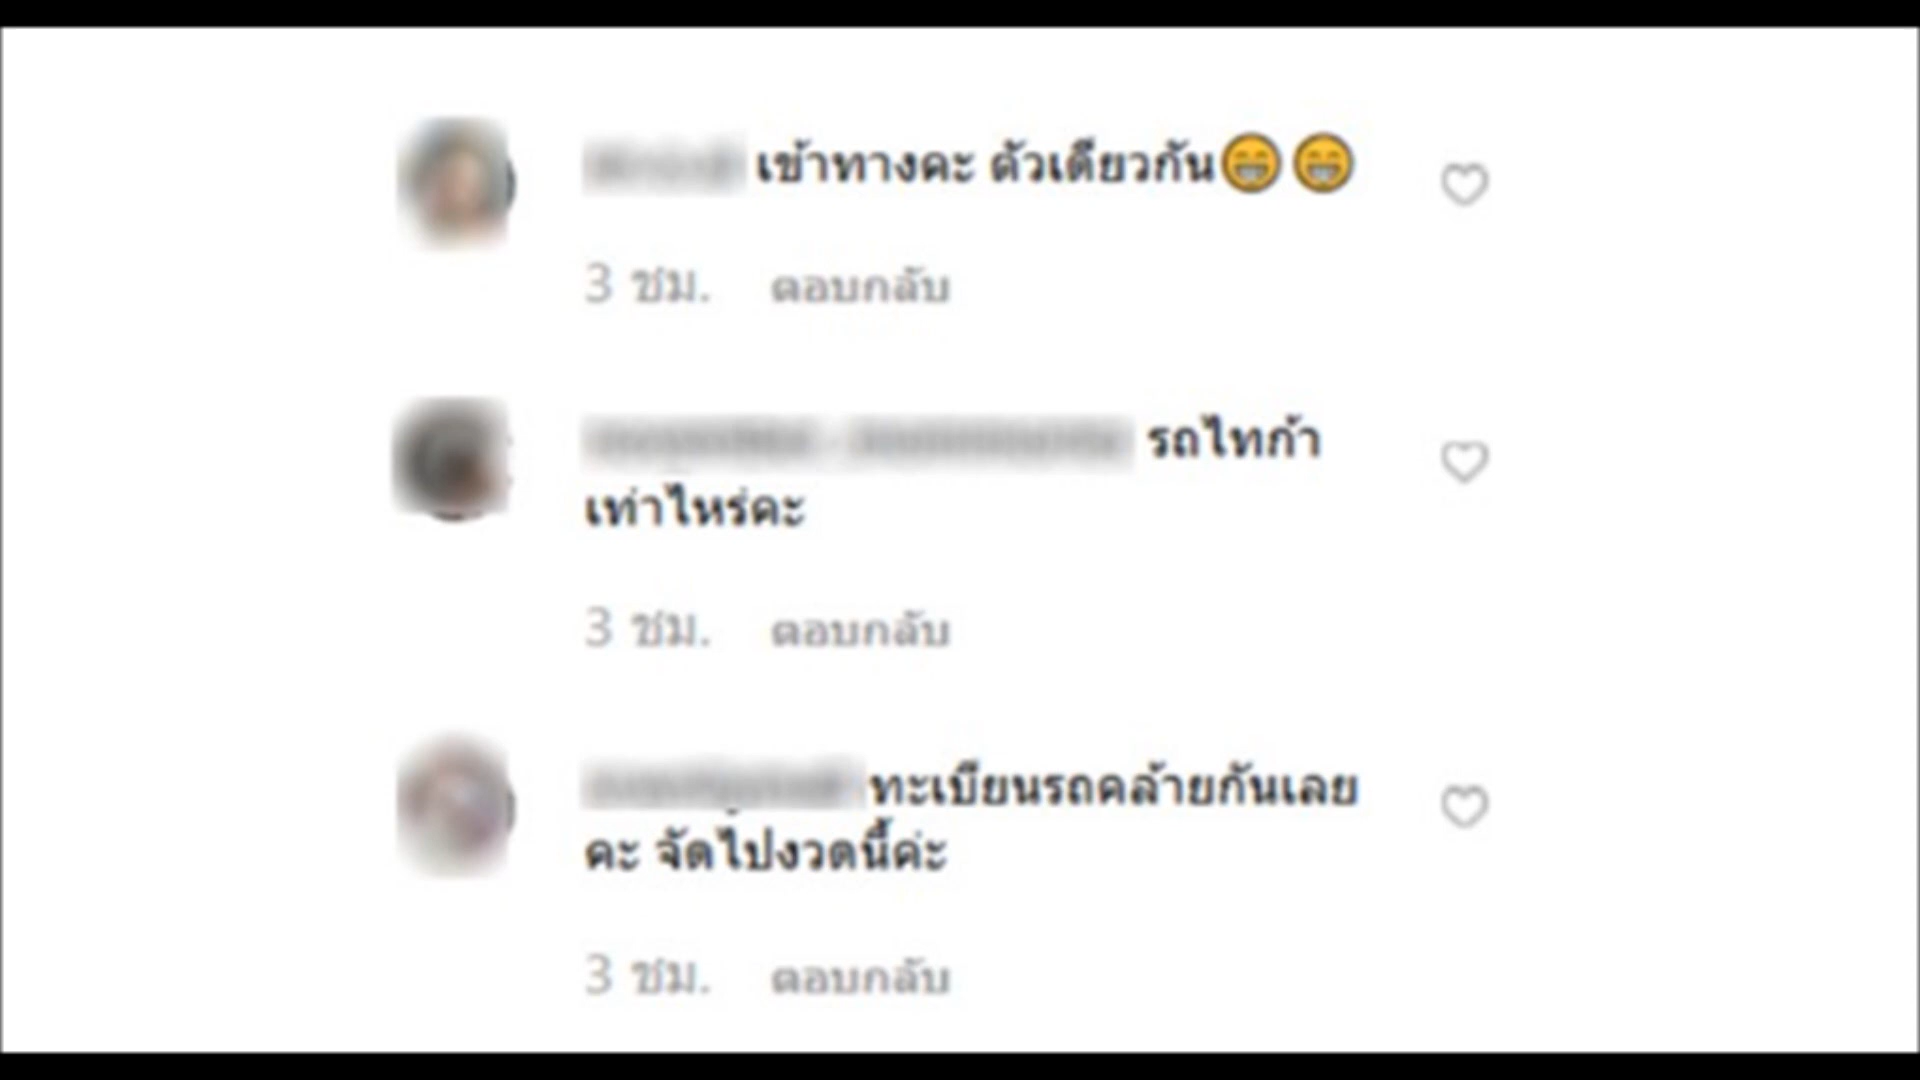 เข้าทางคะ ตัวเดียวกัน😁😁
3 ชม. ตอบกลับ
รถไทก้า
เท่าไหร่คะ
3 ชม. ตอบกลับ
ทะเบียนรถคล้ายกันเลย
คะ จัดไปงวดนี้ค่ะ
3 ชม. ตอบกลับ